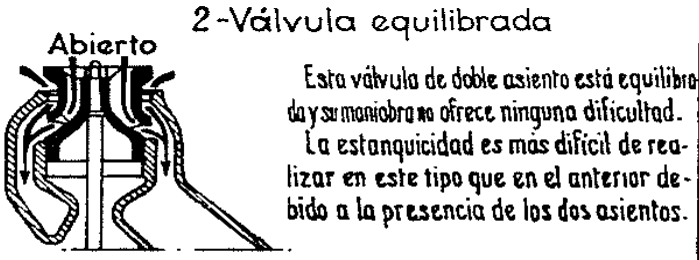 2-Válvula equilibrada
Abierto
Esta válvula de doble asiento está equilibra-
da y su maniobra no ofrece ninguna dificultad.
La estanquicidad es más difícil de rea-
lizar en este tipo que en el anterior de-
bido a la presencia de los dos asientos.